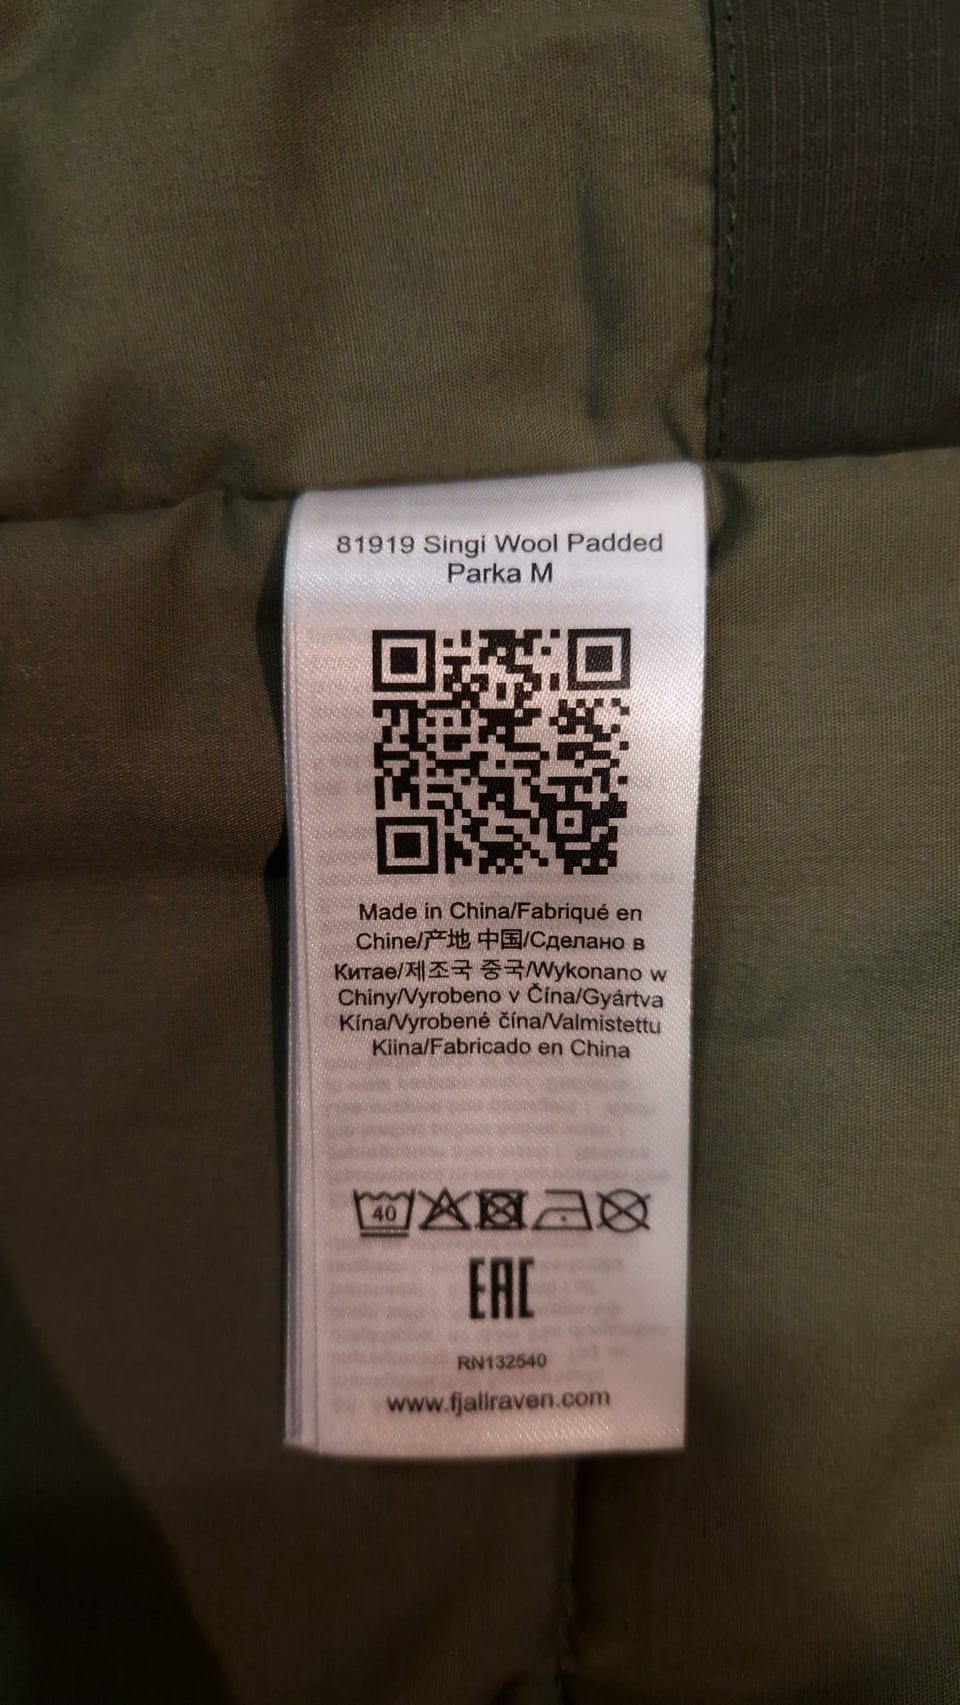 81919 Singi Wool Padded
Parka M
Made in China/Fabriqué en
Chine/产地 中国/Сделано в
Китае/제조국 중국/Wykonano w
Chiny/Vyrobeno v Čína/Gyártva
Kína/Vyrobené čína/Valmistettu
Kiina/Fabricado en China
40
EAC
RN132540
www.fjallraven.com